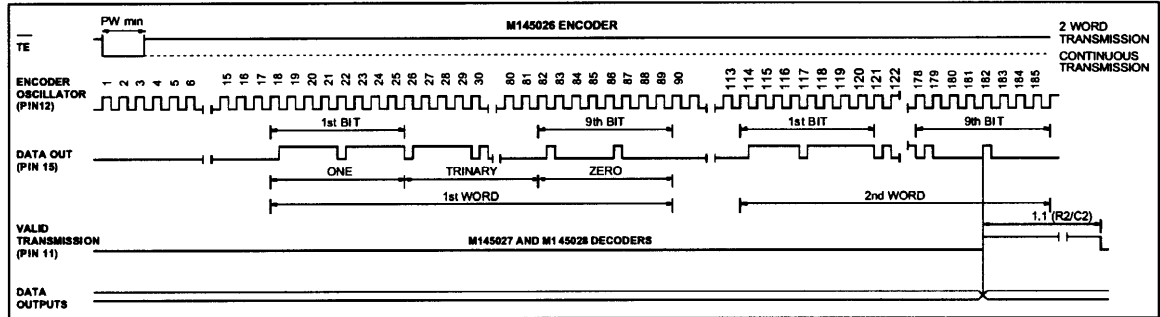 PW min
M145026 ENCODER
2 WORD
TRANSMISSION
TE
CONTINUOUS
TRANSMISSION
ENCODER
OSCILLATOR
(PIN12)
1 2 3 4 5 6 15 16 17 18 19 20 21 22 23 24 25 26 27 28 29 30 80 81 82 83 84 85 86 87 88 89 90 113 114 115 116 117 118 119 120 121 122 178 179 180 181 182 183 184 185
1st BIT 9th BIT 1st BIT 9th BIT
DATA OUT
(PIN 15)
ONE TRINARY ZERO
1st WORD 2nd WORD
1.1 (R2/C2)
VALID
TRANSMISSION
(PIN 11)
M145027 AND M145028 DECODERS
DATA
OUTPUTS